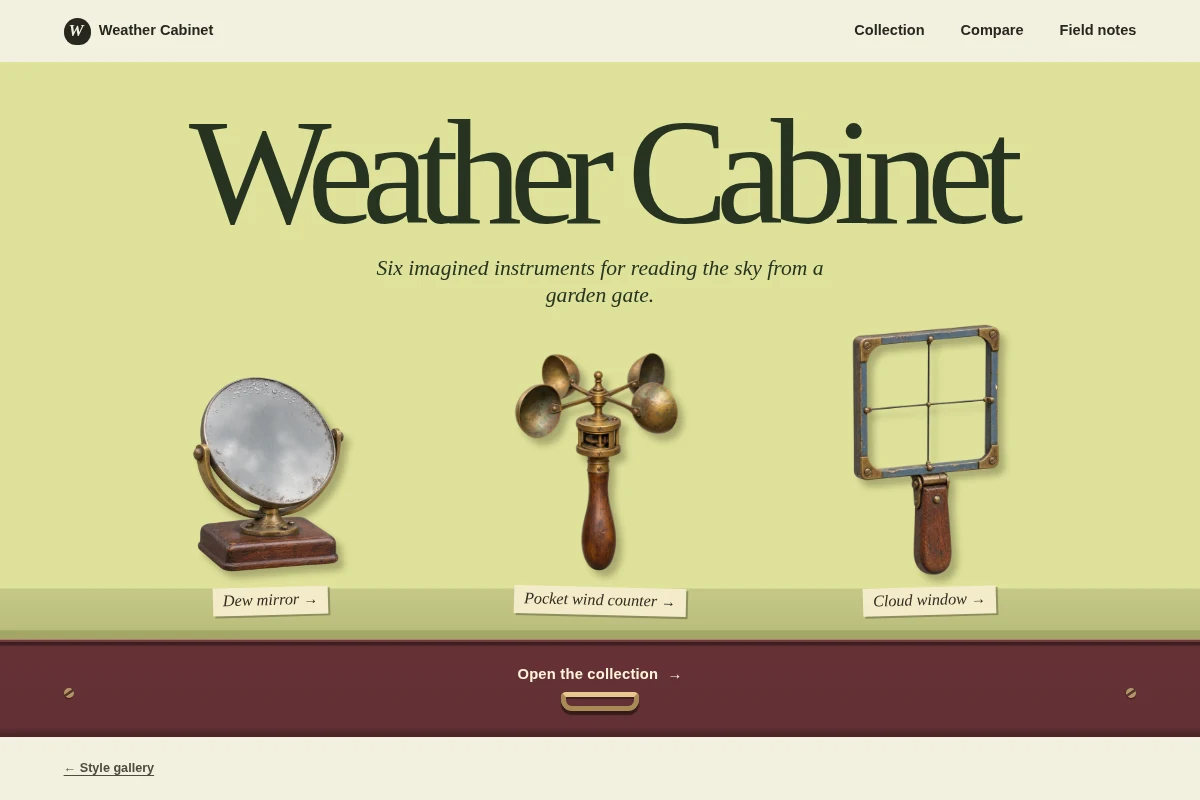 W Weather Cabinet
Collection Compare Field notes
Weather Cabinet
Six imagined instruments for reading the sky from a
garden gate.
Dew mirror →
Pocket wind counter →
Cloud window →
Open the collection →
← Style gallery